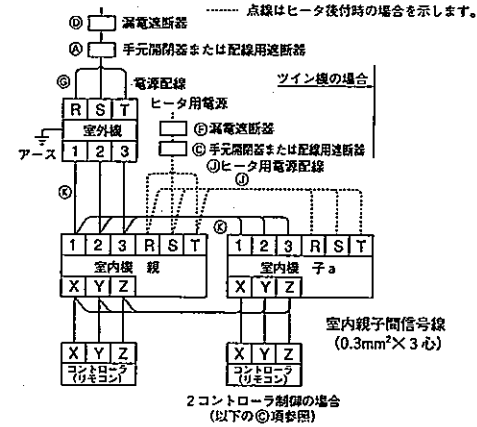 ------ 点線はヒータ後付時の場合を示します。
Ⓓ 漏電遮断器
Ⓐ 手元開閉器または配線用遮断器
Ⓖ 電源配線
ツイン機の場合
R S T
室外機
アース
1 2 3
ヒータ用電源
Ⓕ漏電遮断器
Ⓒ手元開閉器または配線用遮断器
Ⓙヒータ用電源配線
Ⓙ
Ⓚ
Ⓚ
1 2 3 R S T
室内機 親
X Y Z
1 2 3 R S T
室内機 子a
X Y Z
室内親子間信号線
(0.3mm²×3心)
X Y Z
コントローラ
(リモコン)
X Y Z
コントローラ
(リモコン)
2コントローラ制御の場合
(以下のⒸ項参照)